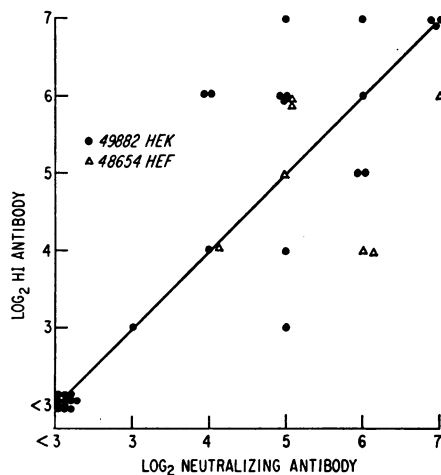 7
6
● 49882 HEK
△ 48654 HEF
5
4
3
<3
<3 3 4 5 6 7
LOG₂ HI ANTIBODY
LOG₂ NEUTRALIZING ANTIBODY